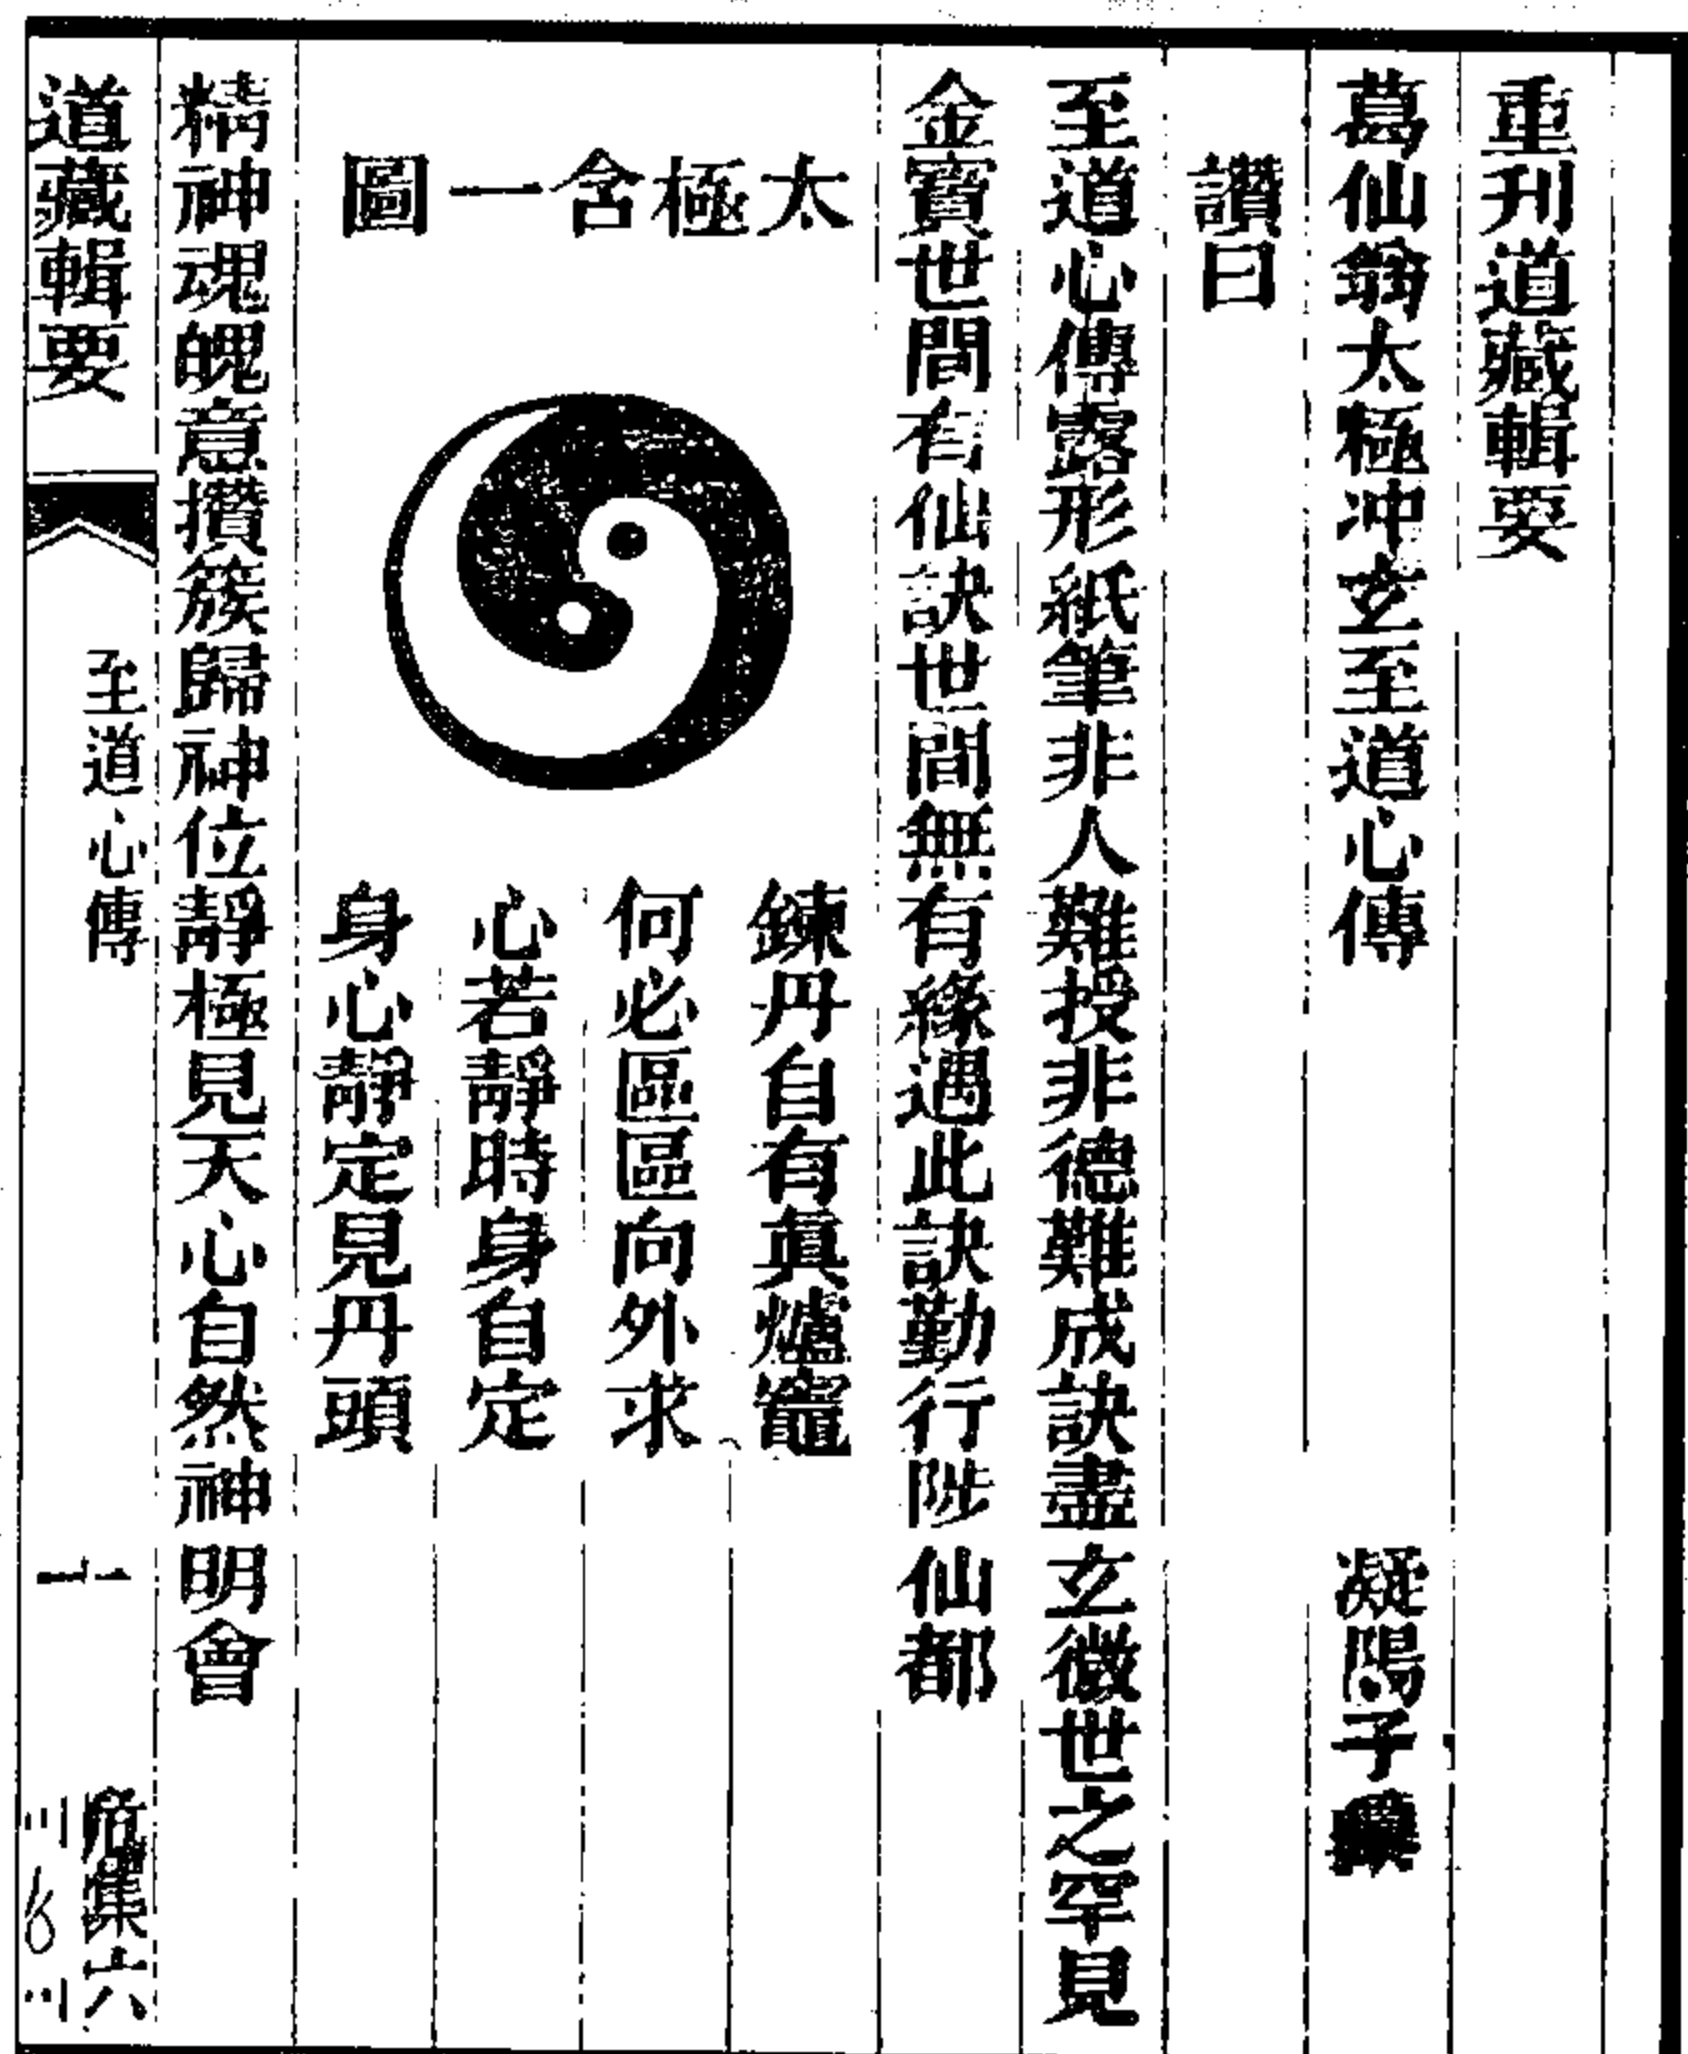 重刊道藏輯要
葛仙翁太極冲玄至道心傳 凝陽子
讚曰
至道心傳露形紙筆非人難授非德難成訣盡玄微世之罕見
金寶世間有仙訣世間無有緣遇此訣勤行陟仙都
太極含一圖
鍊丹自有眞爐竈
何必區區向外求
心若靜時身自定
身心靜定見丹頭
精神魂魄意攢簇歸神位靜極見天心自然神明會
道藏輯要 至道心傳 一 危集六